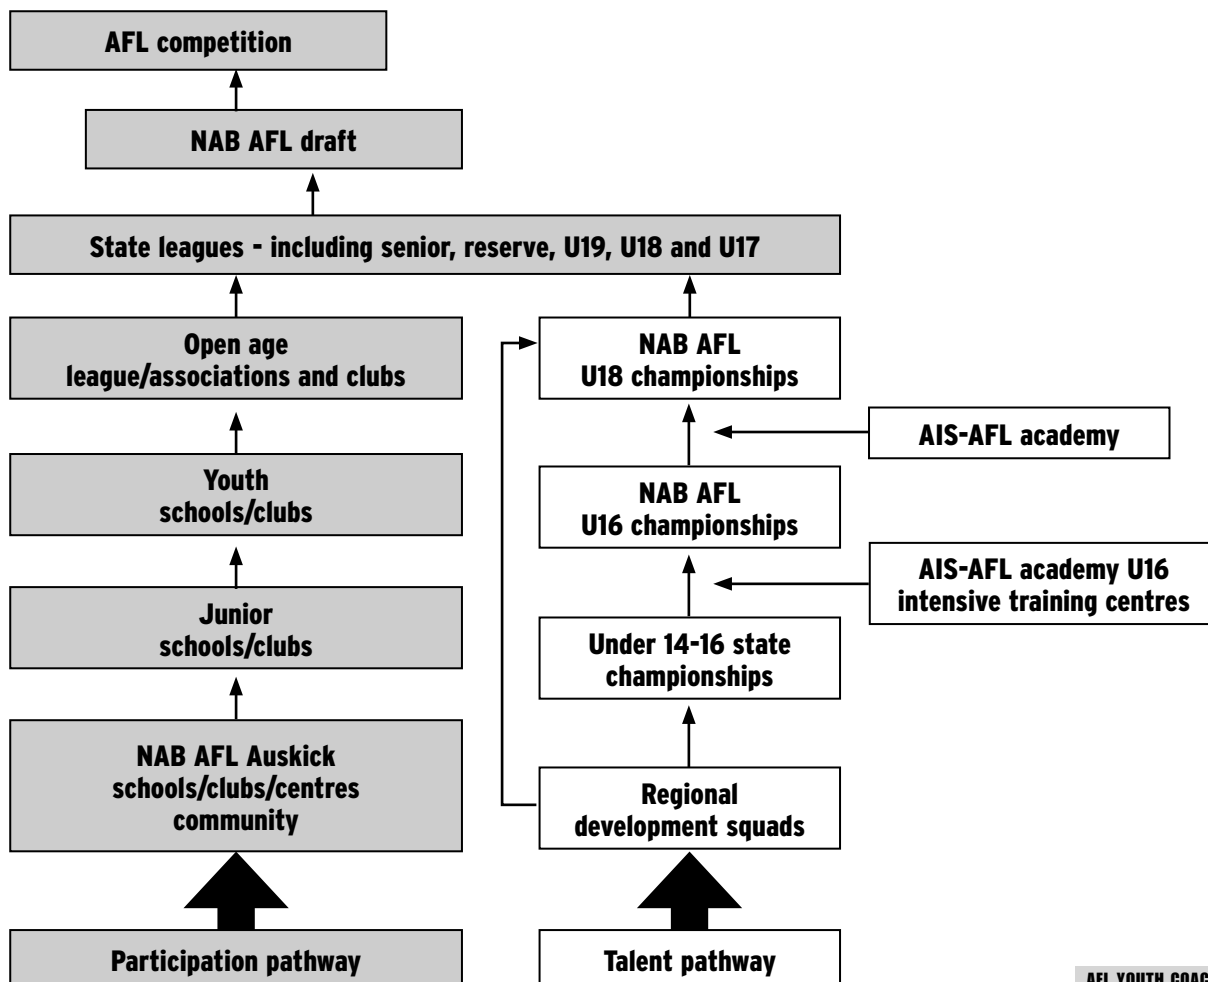 AFL competition
NAB AFL draft
State leagues - including senior, reserve, U19, U18 and U17
Open age
league/associations and clubs
NAB AFL
U18 championships
AIS-AFL academy
Youth
schools/clubs
NAB AFL
U16 championships
AIS-AFL academy U16
intensive training centres
Junior
schools/clubs
Under 14-16 state
championships
NAB AFL Auskick
schools/clubs/centres
community
Regional
development squads
Participation pathway
Talent pathway
AFL YOUTH COAC